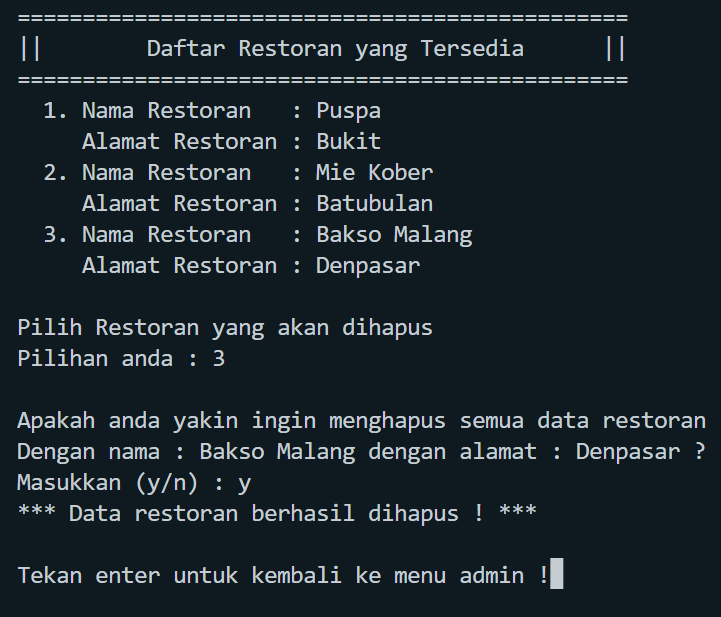 ===============================================
||        Daftar Restoran yang Tersedia      ||
===============================================
  1. Nama Restoran   : Puspa
     Alamat Restoran : Bukit
  2. Nama Restoran   : Mie Kober
     Alamat Restoran : Batubulan
  3. Nama Restoran   : Bakso Malang
     Alamat Restoran : Denpasar

Pilih Restoran yang akan dihapus
Pilihan anda : 3

Apakah anda yakin ingin menghapus semua data restoran
Dengan nama : Bakso Malang dengan alamat : Denpasar ?
Masukkan (y/n) : y
*** Data restoran berhasil dihapus ! ***

Tekan enter untuk kembali ke menu admin !